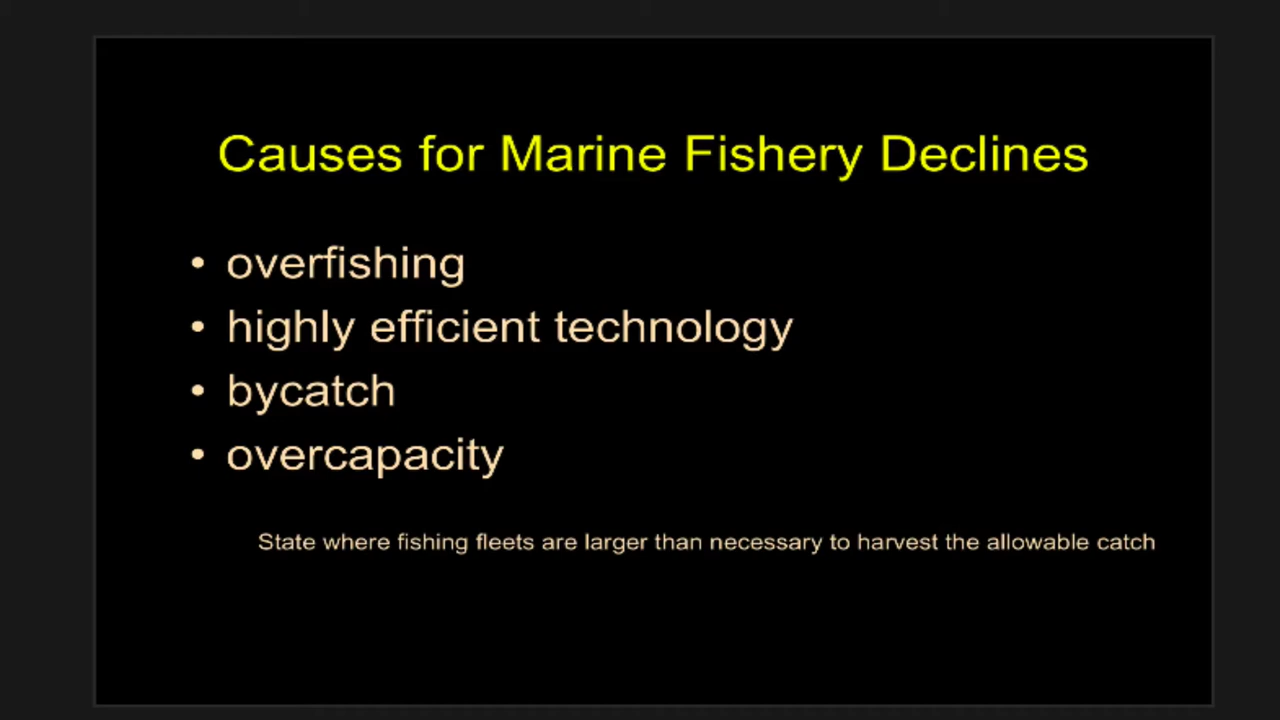 Causes for Marine Fishery Declines
• overfishing
• highly efficient technology
• bycatch
• overcapacity
State where fishing fleets are larger than necessary to harvest the allowable catch